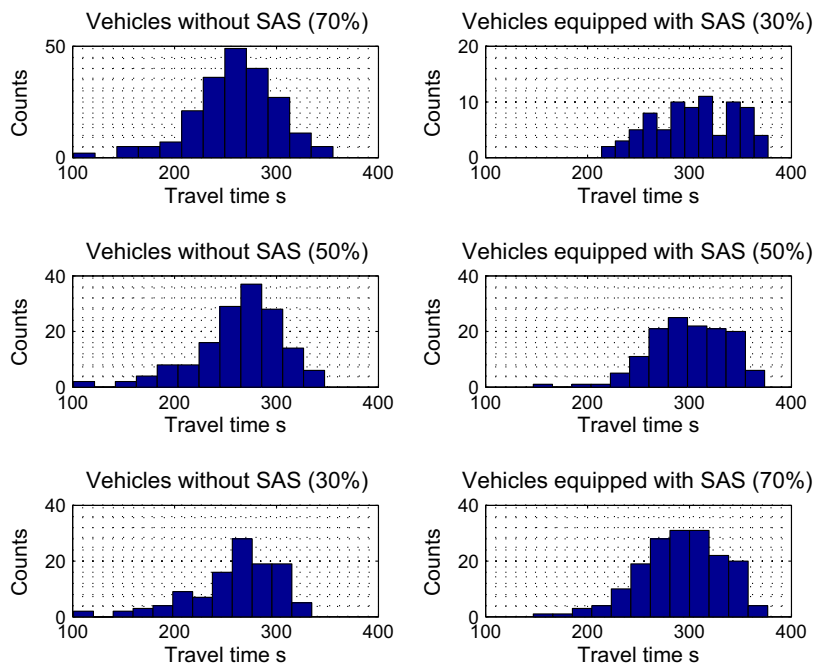 Vehicles without SAS (70%)
50
0
Counts
100 200 300 400
Travel time s
Vehicles equipped with SAS (30%)
20
10
0
Counts
100 200 300 400
Travel time s
Vehicles without SAS (50%)
40
20
0
Counts
100 200 300 400
Travel time s
Vehicles equipped with SAS (50%)
40
20
0
Counts
100 200 300 400
Travel time s
Vehicles without SAS (30%)
40
20
0
Counts
100 200 300 400
Travel time s
Vehicles equipped with SAS (70%)
40
20
0
Counts
100 200 300 400
Travel time s